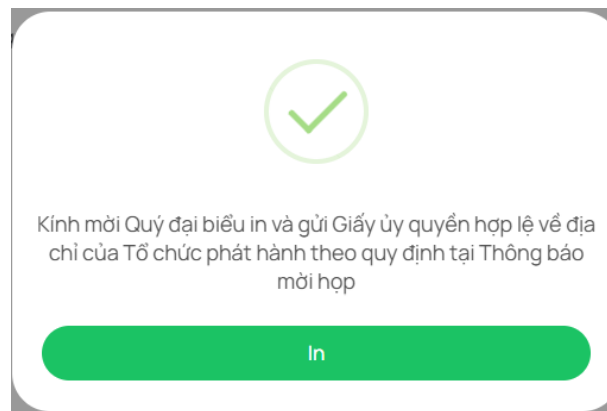 Kính mời Quý đại biểu in và gửi Giấy ủy quyền hợp lệ về địa
chỉ của Tổ chức phát hành theo quy định tại Thông báo
mời họp
In